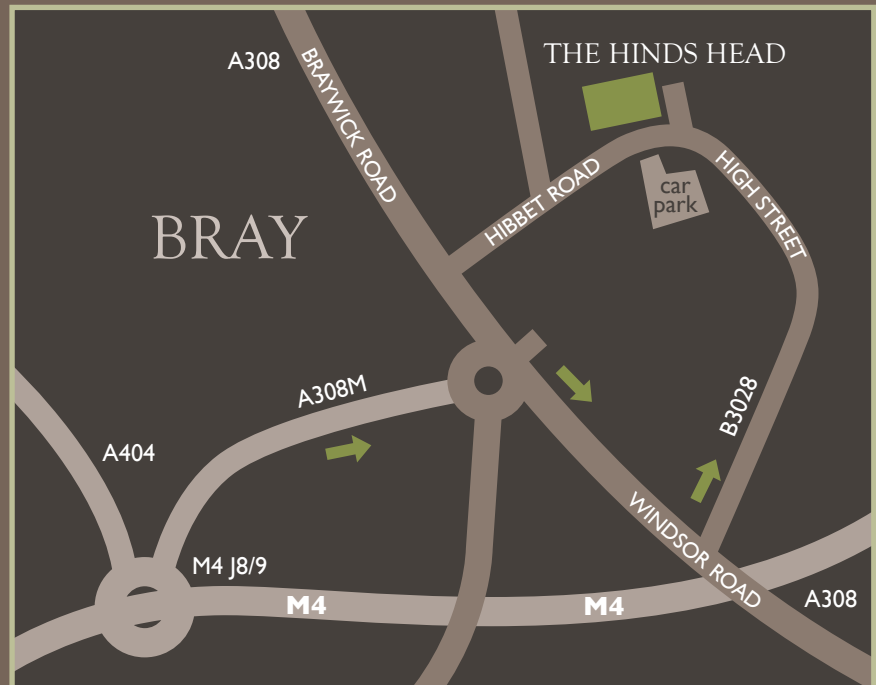 THE HINDS HEAD
A308
BRAYWICK ROAD
HIBBET ROAD
car
park
HIGH STREET
BRAY
A308M
B3028
A404
WINDSOR ROAD
M4 J8/9
M4
M4
A308